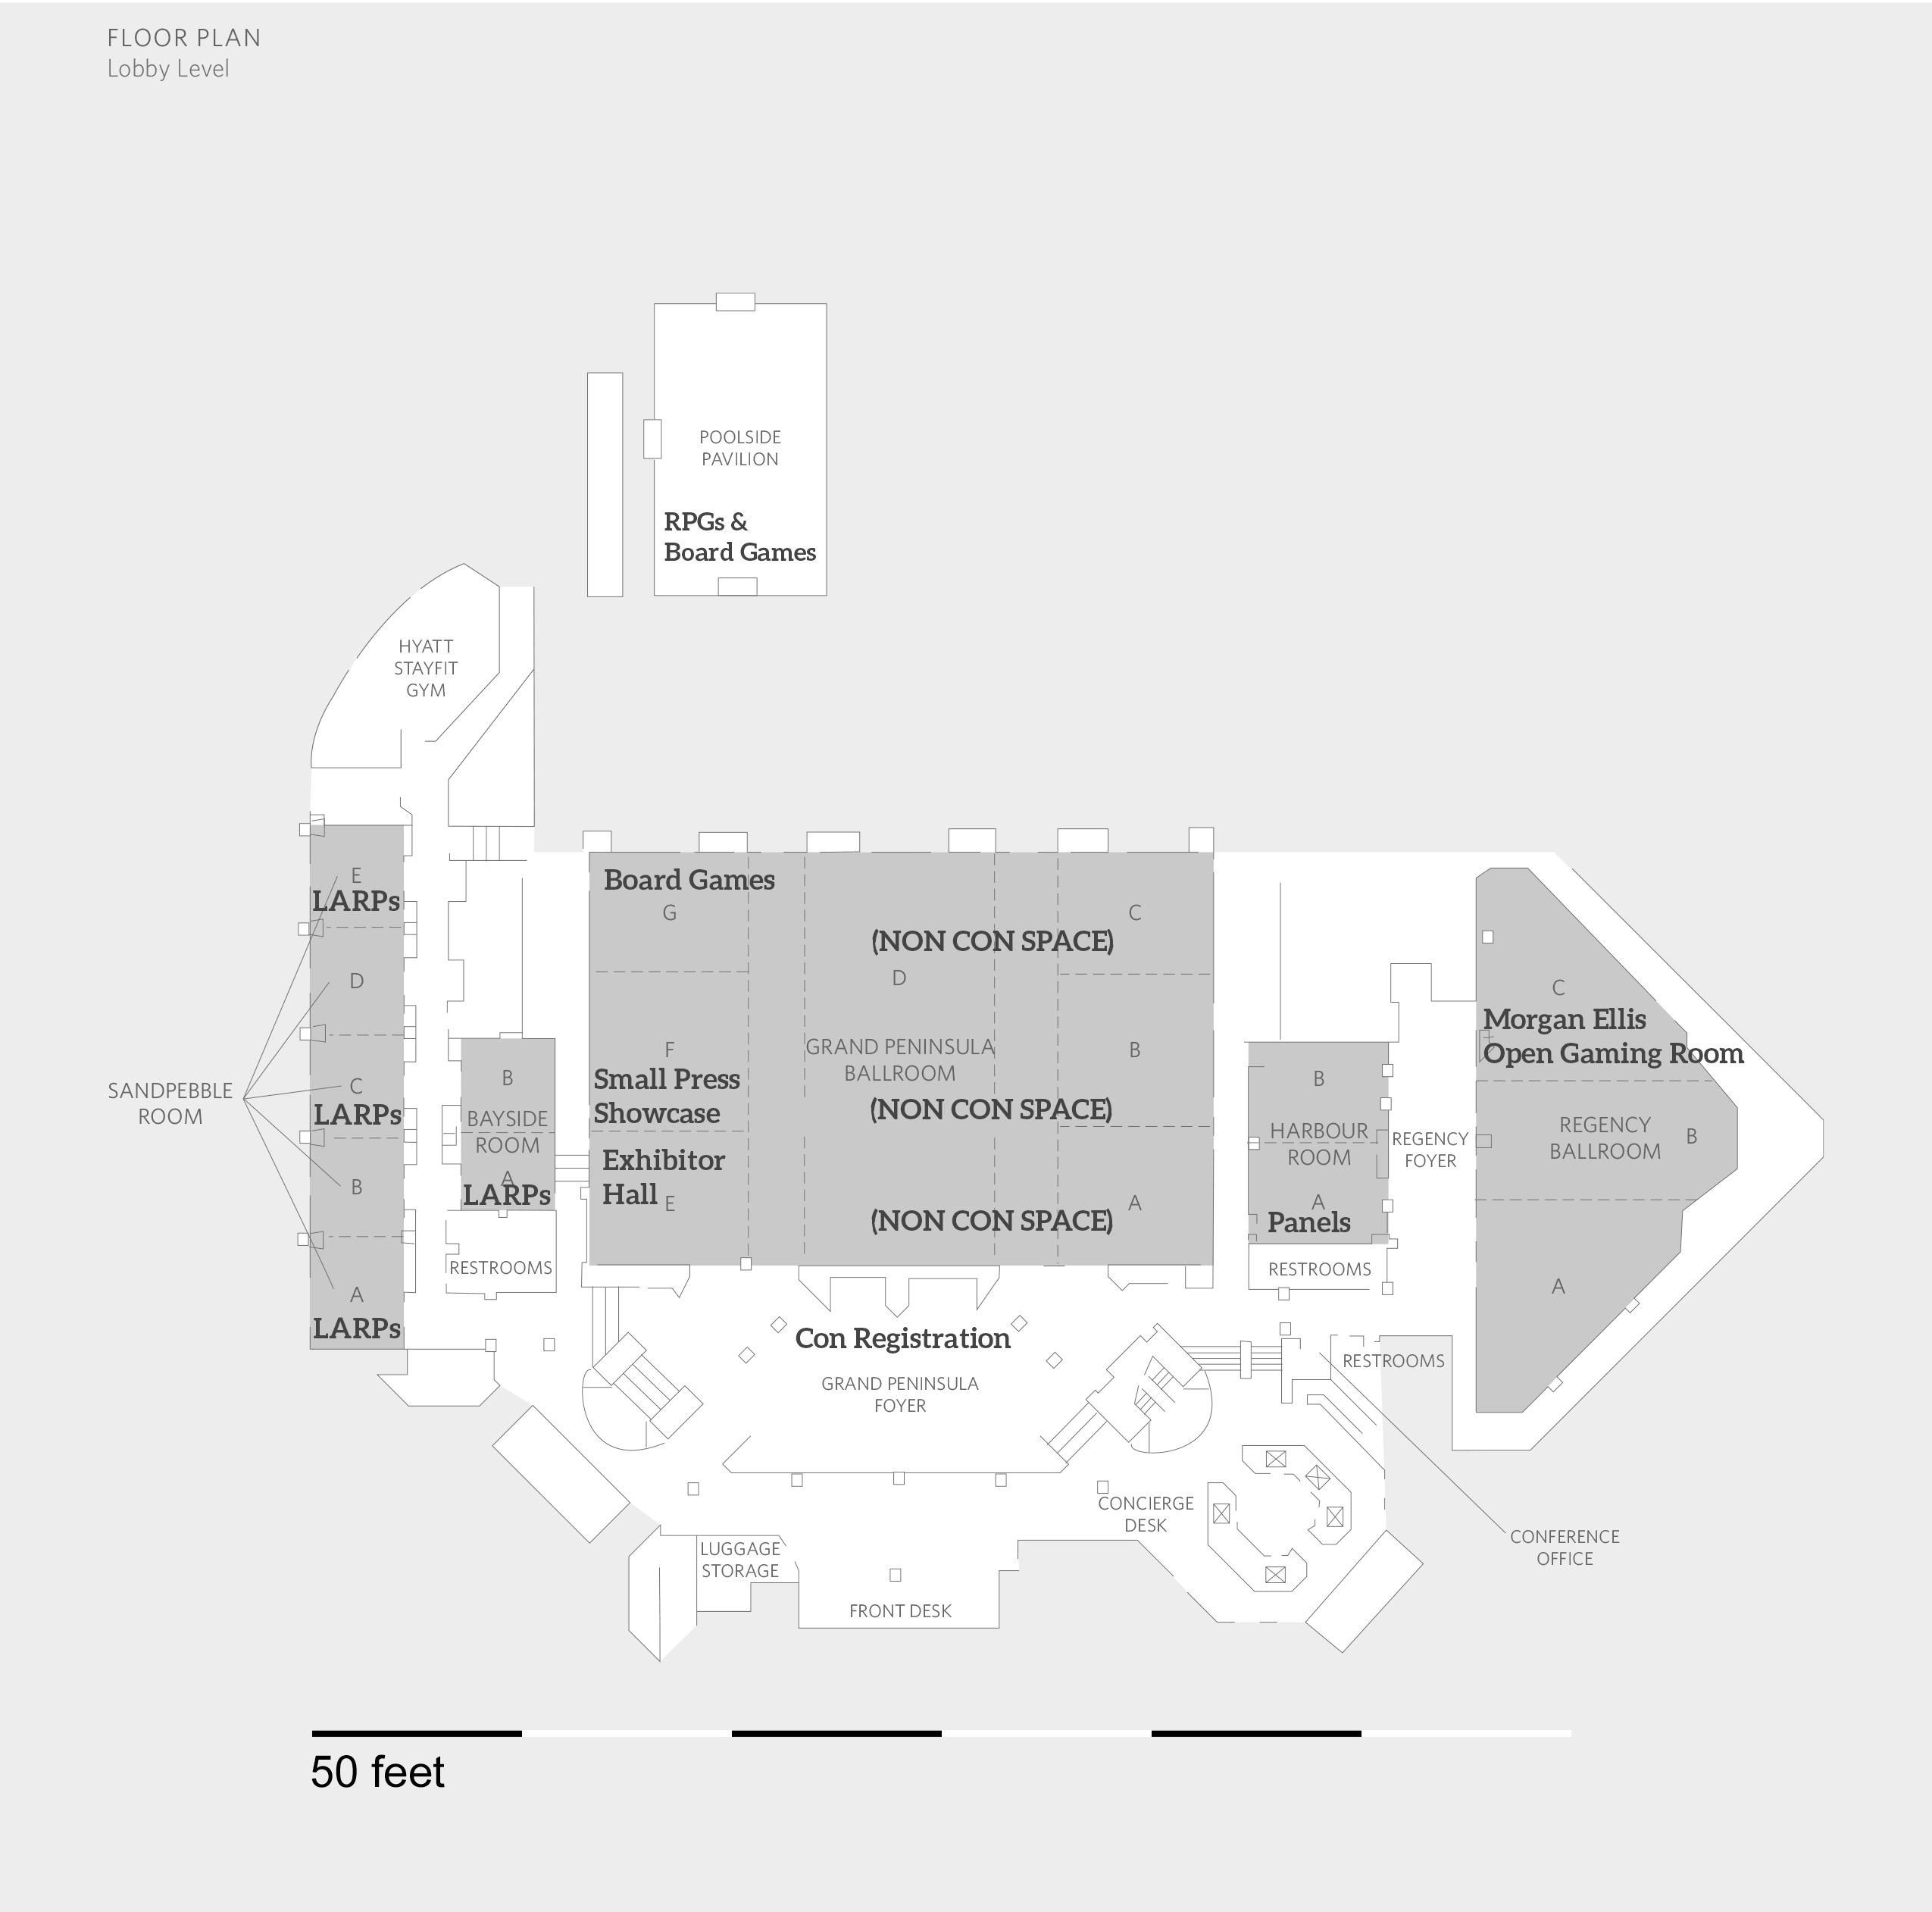 FLOOR PLAN
Lobby Level
POOLSIDE
PAVILION
RPGs &
Board Games
HYATT
STAYFIT
GYM
SANDPEBBLE
ROOM
E
LARPs
D
C
LARPs
B
A
LARPs
B
BAYSIDE
ROOM
A
LARPs
RESTROOMS
Board Games
G
F
Small Press
Showcase
Exhibitor
Hall
E
(NON CON SPACE)
D
GRAND PENINSULA
BALLROOM
(NON CON SPACE)
(NON CON SPACE)
C
B
A
B
HARBOUR
ROOM
A
Panels
RESTROOMS
REGENCY
FOYER
C
Morgan Ellis
Open Gaming Room
REGENCY
BALLROOM
B
A
Con Registration
GRAND PENINSULA
FOYER
RESTROOMS
CONCIERGE
DESK
CONFERENCE
OFFICE
LUGGAGE
STORAGE
FRONT DESK
50 feet